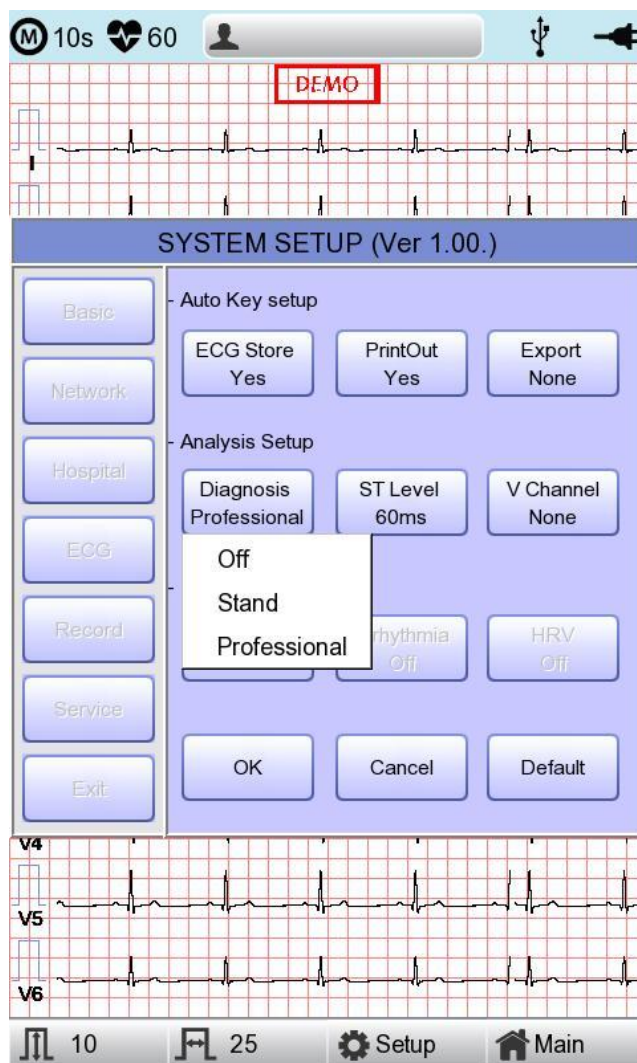 M 10s 60
DEMO
I
SYSTEM SETUP (Ver 1.00.)
Basic
Network
Hospital
ECG
Record
Service
Exit
- Auto Key setup
ECG Store
Yes
PrintOut
Yes
Export
None
- Analysis Setup
Diagnosis
Professional
ST Level
60ms
V Channel
None
Off
Stand
Professional
-
rhythmia
Off
HRV
Off
OK
Cancel
Default
V4
V5
V6
10 25 Setup Main